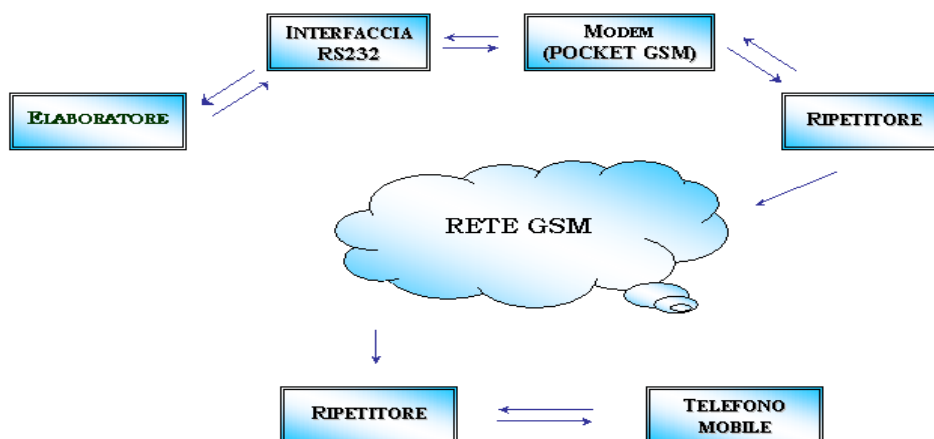 INTERFACCIA
RS232
MODEM
(POCKET GSM)
ELABORATORE
RIPETITORE
RETE GSM
RIPETITORE
TELEFONO
MOBILE